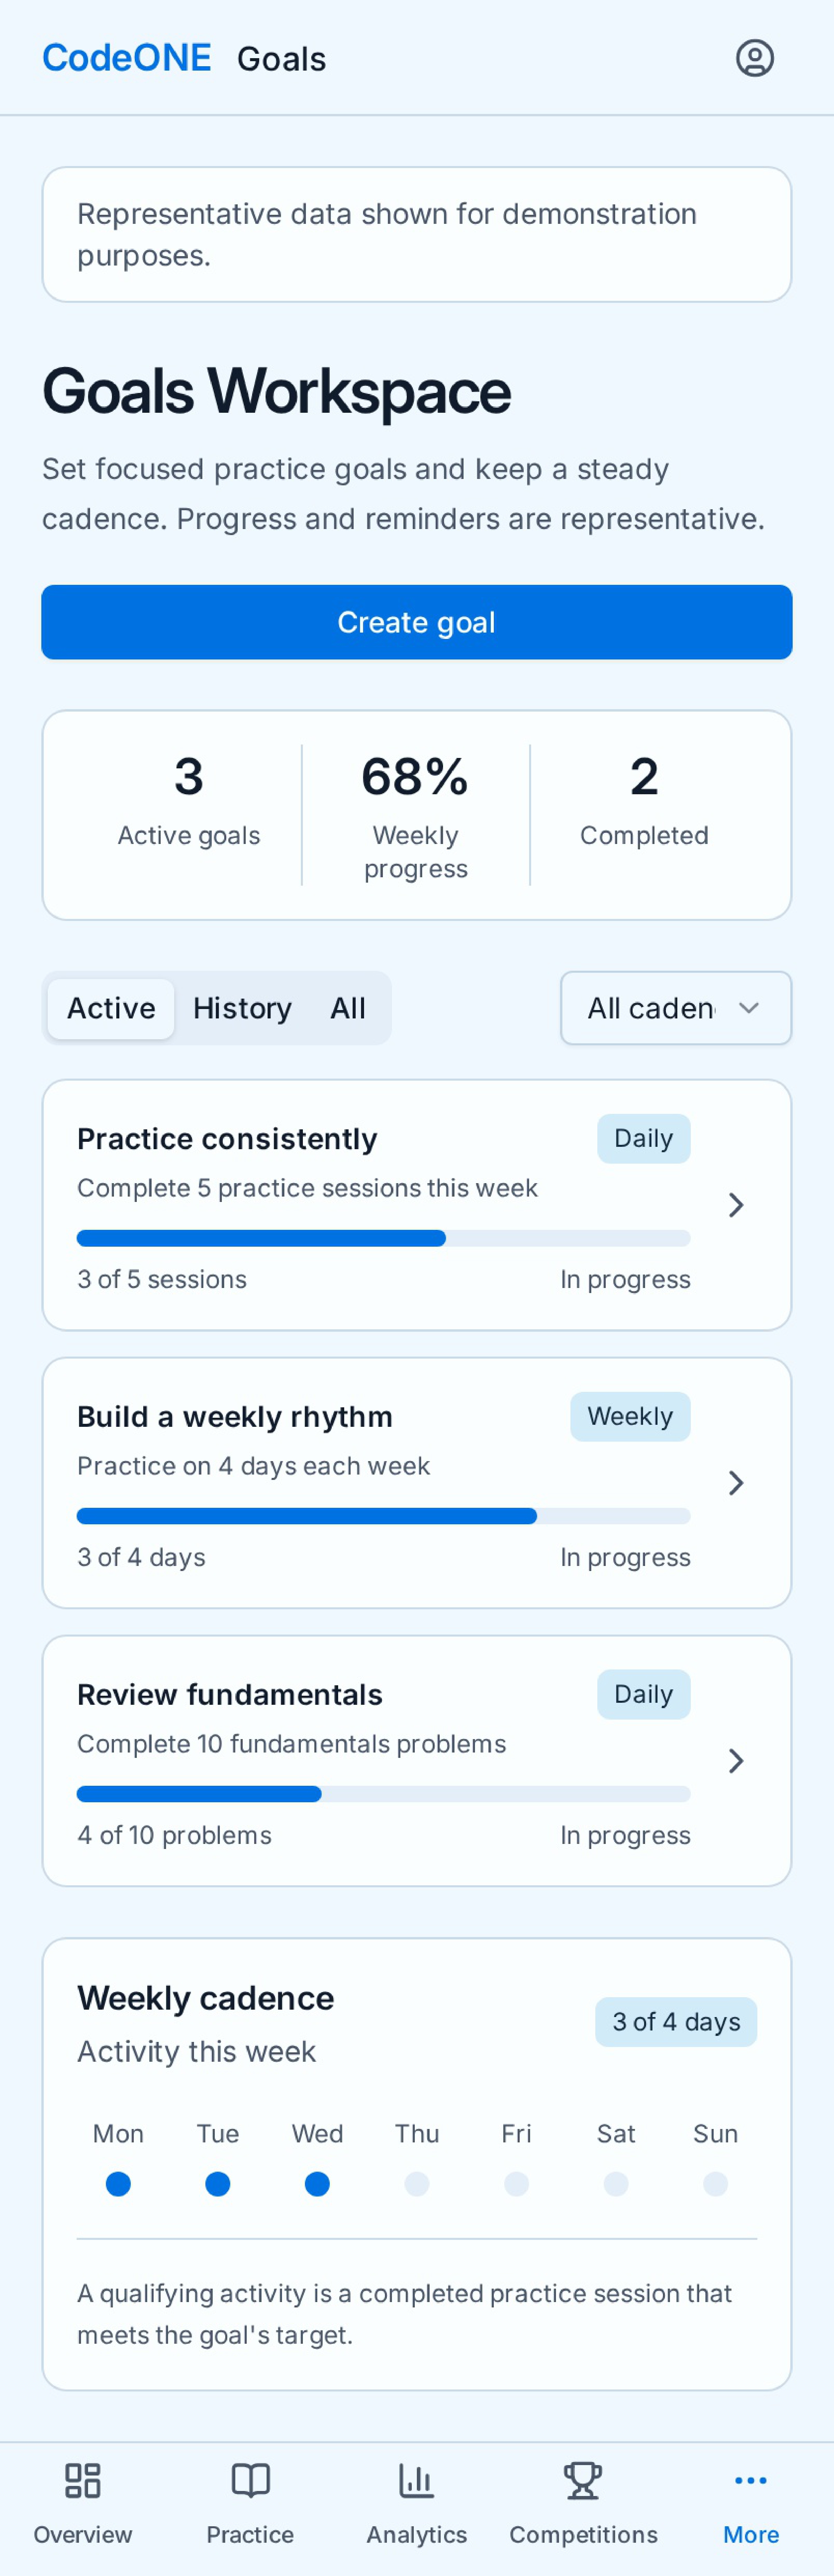 CodeONE Goals
Representative data shown for demonstration
purposes.
Goals Workspace
Set focused practice goals and keep a steady
cadence. Progress and reminders are representative.
Create goal
3 68% 2
Active goals Weekly Completed
progress
Active History All All caden
Practice consistently Daily
Complete 5 practice sessions this week
3 of 5 sessions In progress
Build a weekly rhythm Weekly
Practice on 4 days each week
3 of 4 days In progress
Review fundamentals Daily
Complete 10 fundamentals problems
4 of 10 problems In progress
Weekly cadence
3 of 4 days
Activity this week
Mon Tue Wed Thu Fri Sat Sun
A qualifying activity is a completed practice session that
meets the goal's target.
Overview Practice Analytics Competitions More